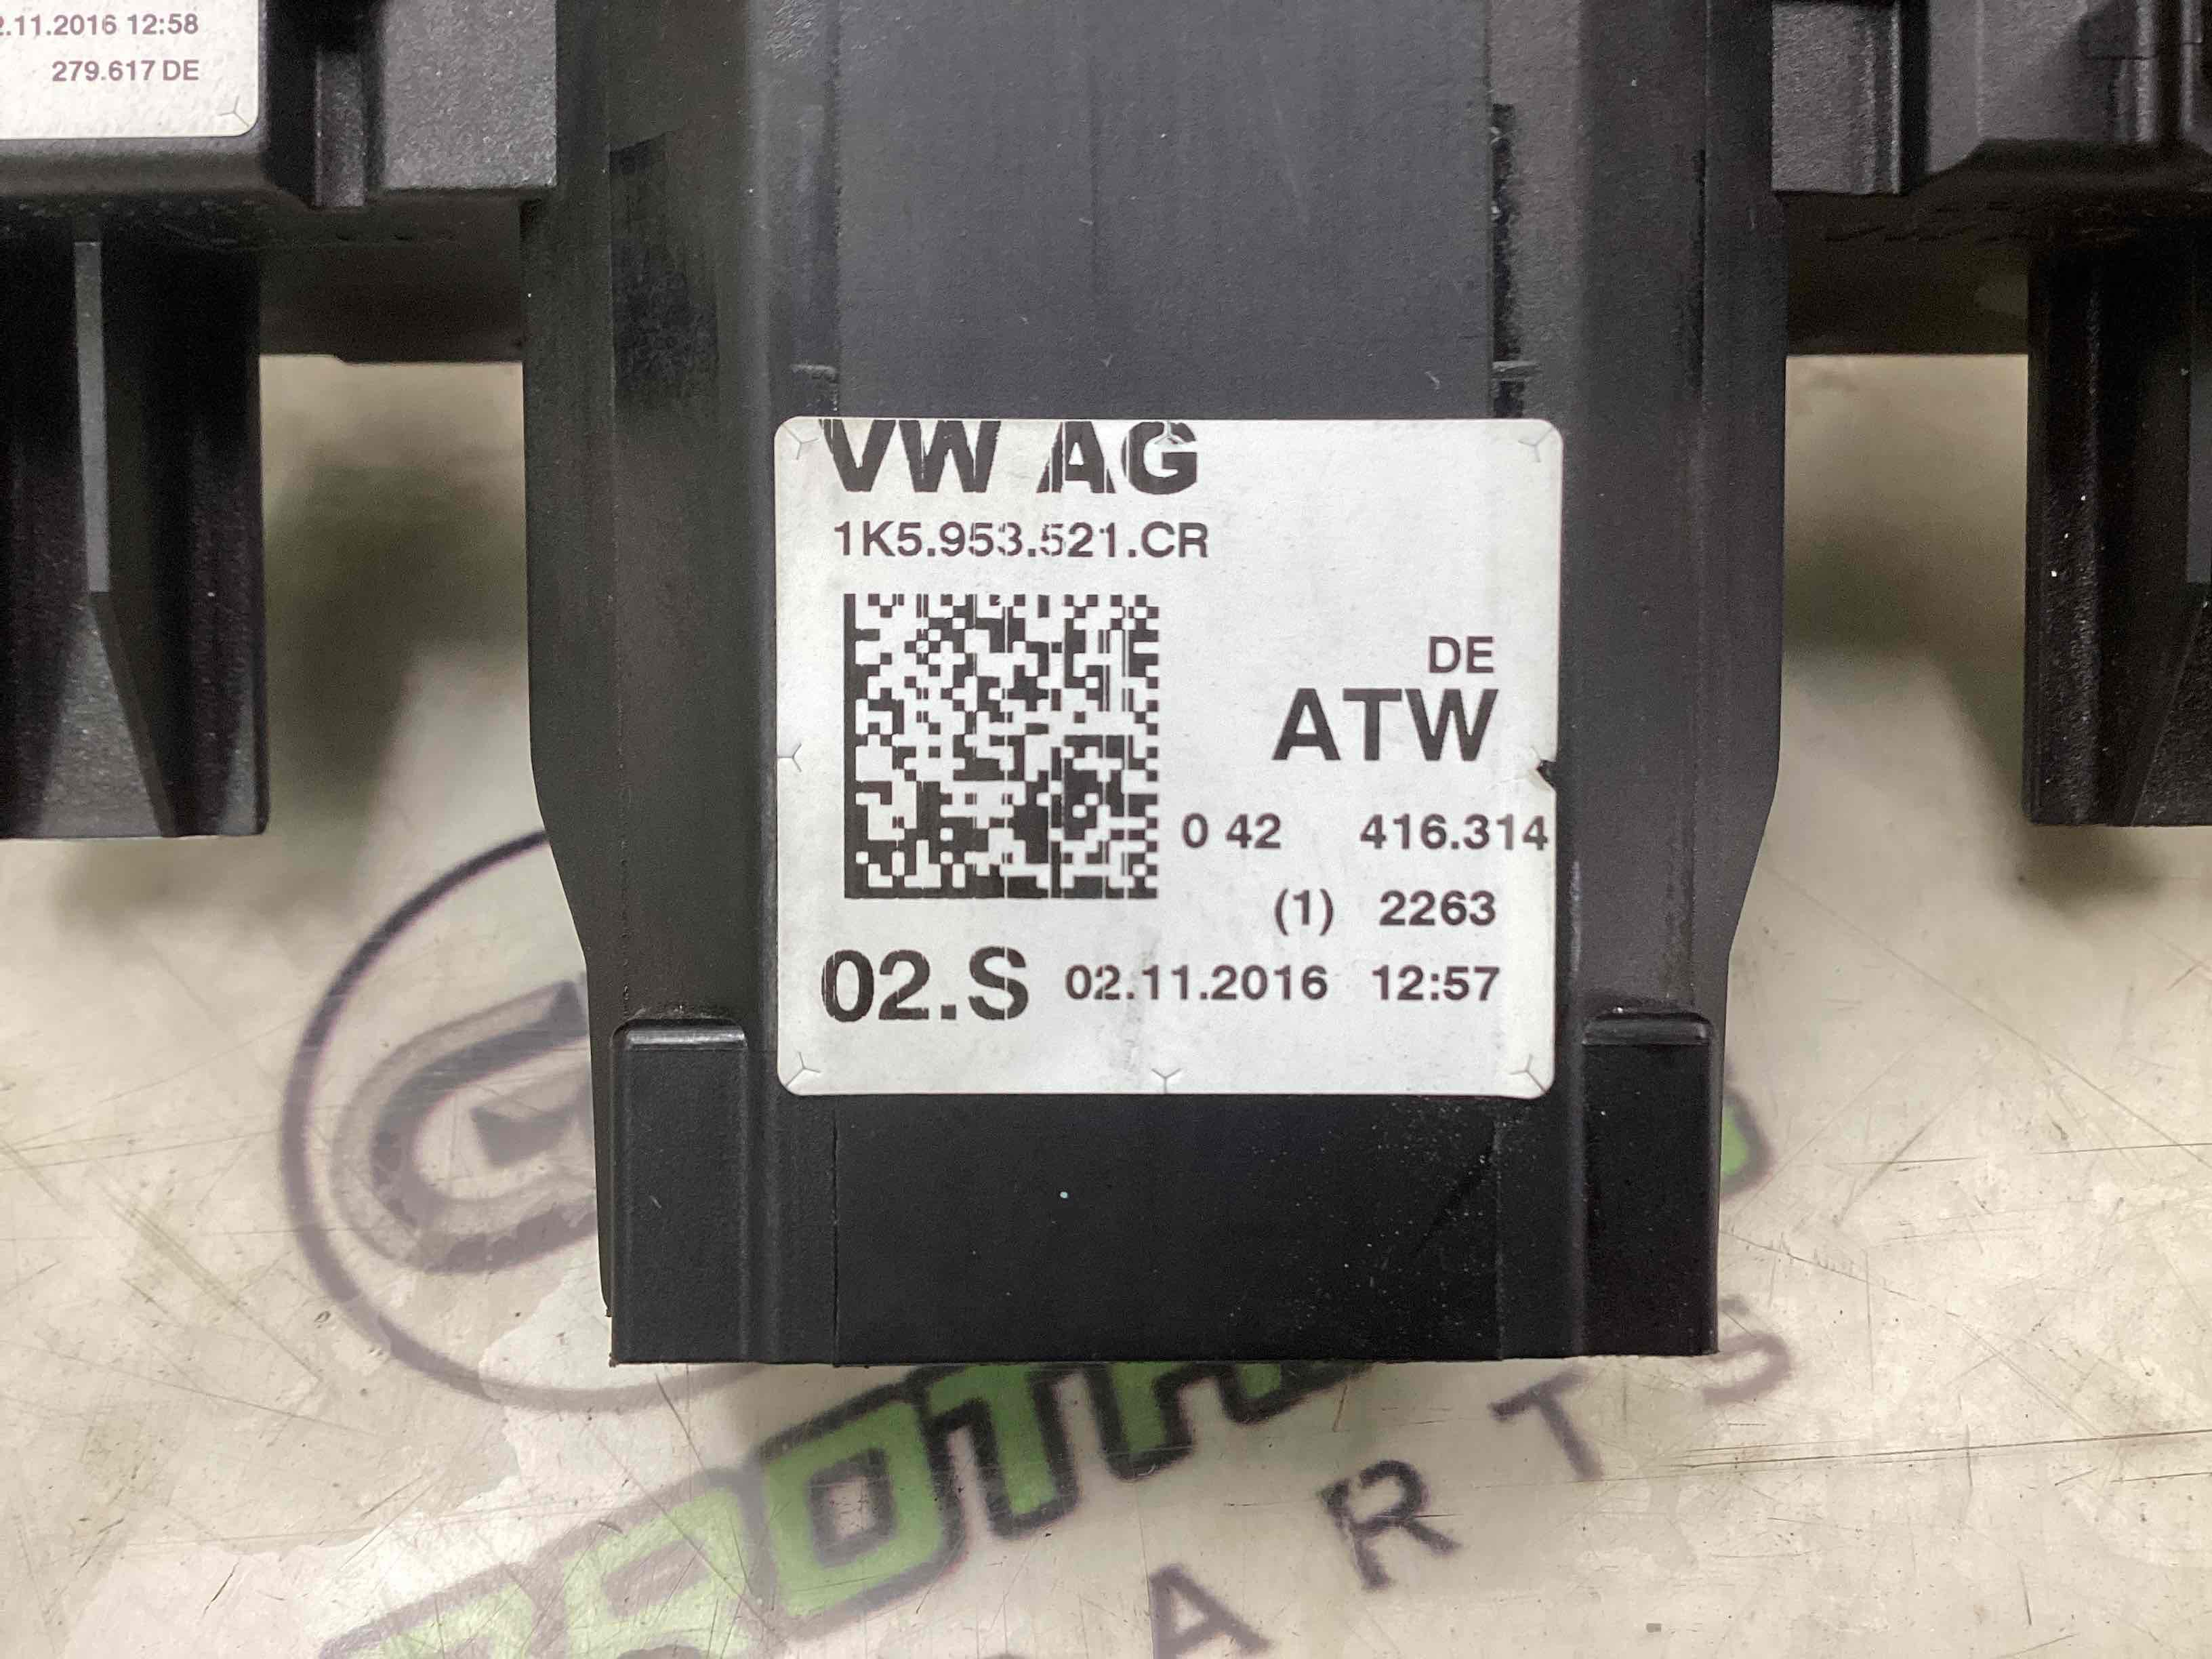 .11.2016 12:58
279.617 DE
VW AG
1K5.953.521.CR
DE
ATW
0 42 416.314
(1) 2263
02.S 02.11.2016 12:57
ARTS